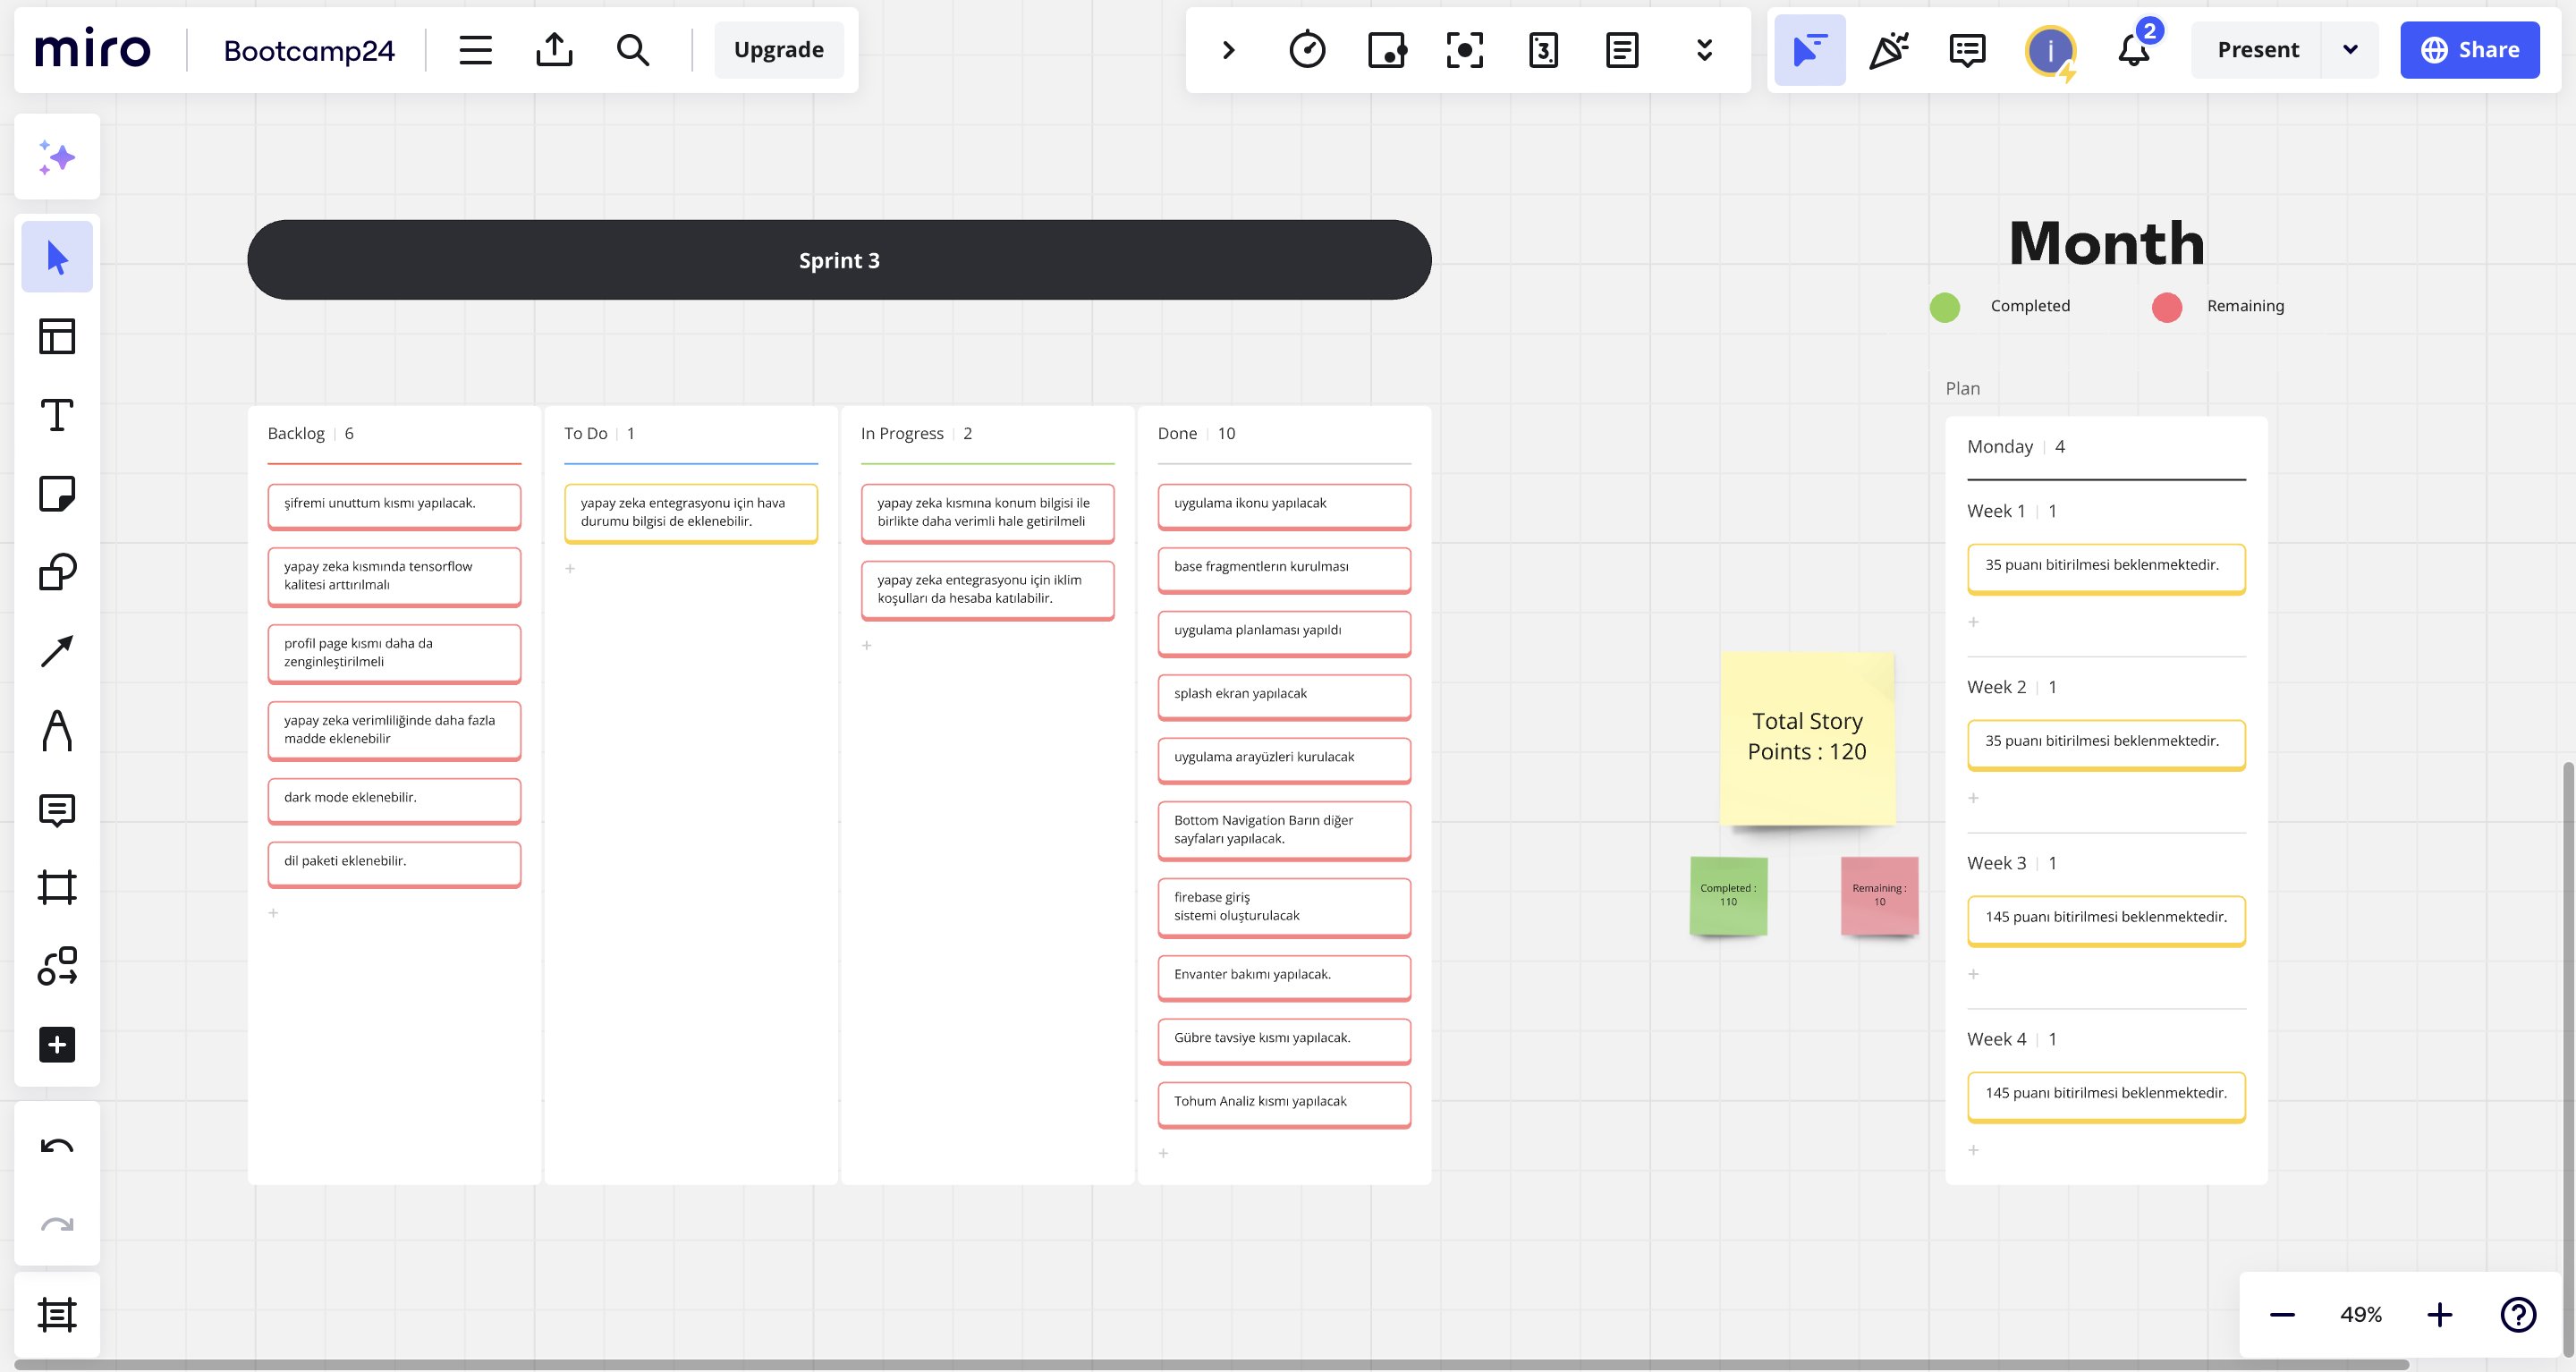 miro
Bootcamp24
Upgrade
3
i
2
Present
Share
Sprint 3
Month
Completed
Remaining
Plan
Backlog | 6
şifremi unuttum kısmı yapılacak.
yapay zeka kısmında tensorflow
kalitesi arttırılmalı
profil page kısmı daha da
zenginleştirilmeli
yapay zeka verimliliğinde daha fazla
madde eklenebilir
dark mode eklenebilir.
dil paketi eklenebilir.
To Do | 1
yapay zeka entegrasyonu için hava
durumu bilgisi de eklenebilir.
In Progress | 2
yapay zeka kısmına konum bilgisi ile
birlikte daha verimli hale getirilmeli
yapay zeka entegrasyonu için iklim
koşulları da hesaba katılabilir.
Done | 10
uygulama ikonu yapılacak
base fragmentlerın kurulması
uygulama planlaması yapıldı
splash ekran yapılacak
uygulama arayüzleri kurulacak
Bottom Navigation Barın diğer
sayfaları yapılacak.
firebase giriş
sistemi oluşturulacak
Envanter bakımı yapılacak.
Gübre tavsiye kısmı yapılacak.
Tohum Analiz kısmı yapılacak
Total Story
Points : 120
Completed :
110
Remaining :
10
Monday | 4
Week 1 | 1
35 puanı bitirilmesi beklenmektedir.
Week 2 | 1
35 puanı bitirilmesi beklenmektedir.
Week 3 | 1
145 puanı bitirilmesi beklenmektedir.
Week 4 | 1
145 puanı bitirilmesi beklenmektedir.
49%